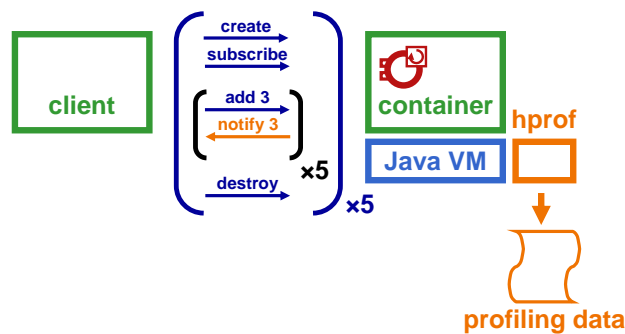 create
subscribe
client
add 3
notify 3
×5
destroy
×5
container
hprof
Java VM
profiling data